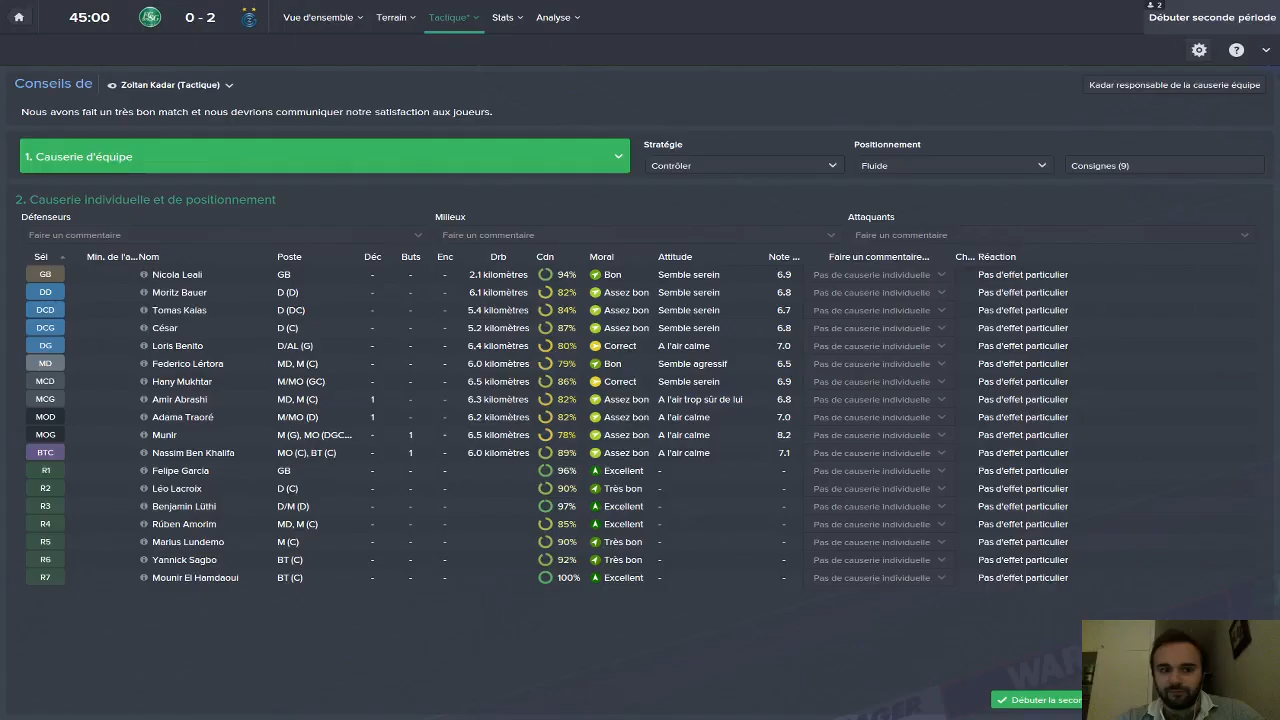 45:00 0 - 2 Vue d'ensemble Terrain Tactique* Stats Analyse 2 Débuter seconde période
Conseils de Zoltan Kadar (Tactique) Kadar responsable de la causerie équipe
Nous avons fait un très bon match et nous devrions communiquer notre satisfaction aux joueurs.
Stratégie Positionnement
1. Causerie d'équipe Contrôler Fluide Consignes (9)
2. Causerie individuelle et de positionnement
Défenseurs Milieux Attaquants
Faire un commentaire Faire un commentaire Faire un commentaire
Sél Min. de l'a... Nom Poste Déc Buts Enc Drb Cdn Moral Attitude Note ... Faire un commentaire... Ch... Réaction
GB Nicola Leali GB - - 2.1 kilomètres 94% Bon Semble serein 6.9 Pas de causerie individuelle Pas d'effet particulier
DD Moritz Bauer D (D) - - 6.1 kilomètres 82% Assez bon Semble serein 6.8 Pas de causerie individuelle Pas d'effet particulier
DCD Tomas Kalas D (DC) - - 5.4 kilomètres 84% Assez bon Semble serein 6.7 Pas de causerie individuelle Pas d'effet particulier
DCG César D (C) - - 5.2 kilomètres 87% Assez bon Semble serein 6.8 Pas de causerie individuelle Pas d'effet particulier
DG Loris Benito D/AL (G) - - 6.4 kilomètres 80% Correct A l'air calme 7.0 Pas de causerie individuelle Pas d'effet particulier
MD Federico Lértora MD, M (C) - - 6.0 kilomètres 79% Bon Semble agressif 6.5 Pas de causerie individuelle Pas d'effet particulier
MCD Hany Mukhtar M/MO (GC) - - 6.5 kilomètres 86% Correct Semble serein 6.9 Pas de causerie individuelle Pas d'effet particulier
MCG Amir Abrashi MD, M (C) 1 - 6.3 kilomètres 82% Assez bon A l'air trop sûr de lui 6.8 Pas de causerie individuelle Pas d'effet particulier
MOD Adama Traoré M/MO (D) 1 - 6.2 kilomètres 82% Assez bon A l'air calme 7.0 Pas de causerie individuelle Pas d'effet particulier
MOG Munir M (G), MO (DGC... - 1 6.5 kilomètres 78% Assez bon A l'air calme 8.2 Pas de causerie individuelle Pas d'effet particulier
BTC Nassim Ben Khalifa MO (C), BT (C) - 1 6.0 kilomètres 89% Assez bon A l'air calme 7.1 Pas de causerie individuelle Pas d'effet particulier
R1 Felipe Garcia GB - - 96% Excellent - - Pas de causerie individuelle Pas d'effet particulier
R2 Léo Lacroix D (C) - - 90% Très bon - - Pas de causerie individuelle Pas d'effet particulier
R3 Benjamin Lüthi D/M (D) - - 97% Excellent - - Pas de causerie individuelle Pas d'effet particulier
R4 Rúben Amorim MD, M (C) - - 85% Excellent - - Pas de causerie individuelle Pas d'effet particulier
R5 Marius Lundemo M (C) - - 90% Très bon - - Pas de causerie individuelle Pas d'effet particulier
R6 Yannick Sagbo BT (C) - - 92% Très bon - - Pas de causerie individuelle Pas d'effet particulier
R7 Mounir El Hamdaoui BT (C) - - 100% Excellent - - Pas de causerie individuelle Pas d'effet particulier
Débuter la secor